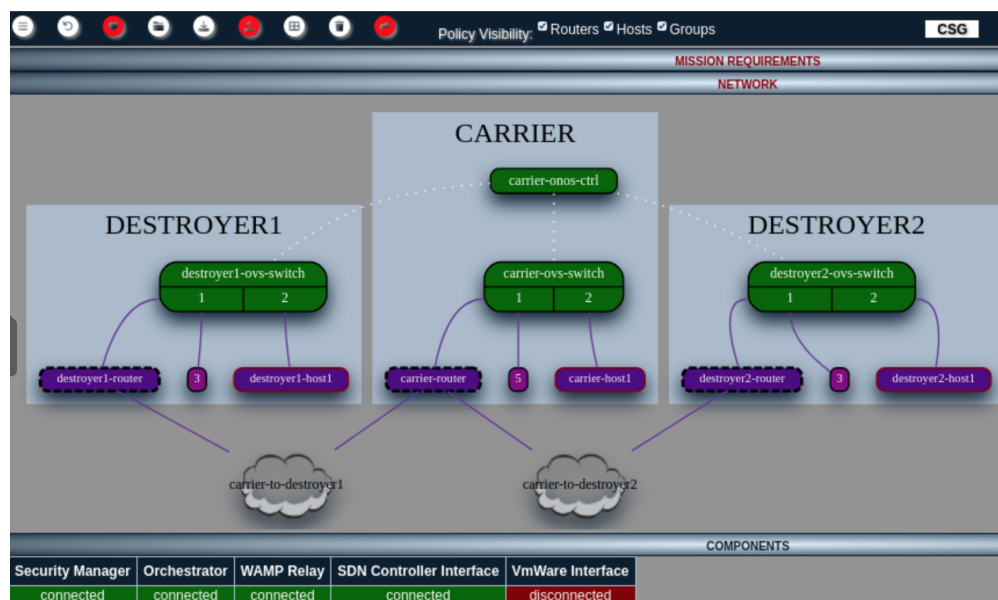 Policy Visibility: Routers Hosts Groups CSG
MISSION REQUIREMENTS
NETWORK
CARRIER
carrier-onos-ctrl
DESTROYER1 DESTROYER2
destroyer1-ovs-switch carrier-ovs-switch destroyer2-ovs-switch
1 2 1 2 1 2
destroyer1-router 3 destroyer1-host1 carrier-router 5 carrier-host1 destroyer2-router 3 destroyer2-host1
carrier-to-destroyer1 carrier-to-destroyer2
COMPONENTS
Security Manager Orchestrator WAMP Relay SDN Controller Interface VmWare Interface
connected connected connected connected disconnected